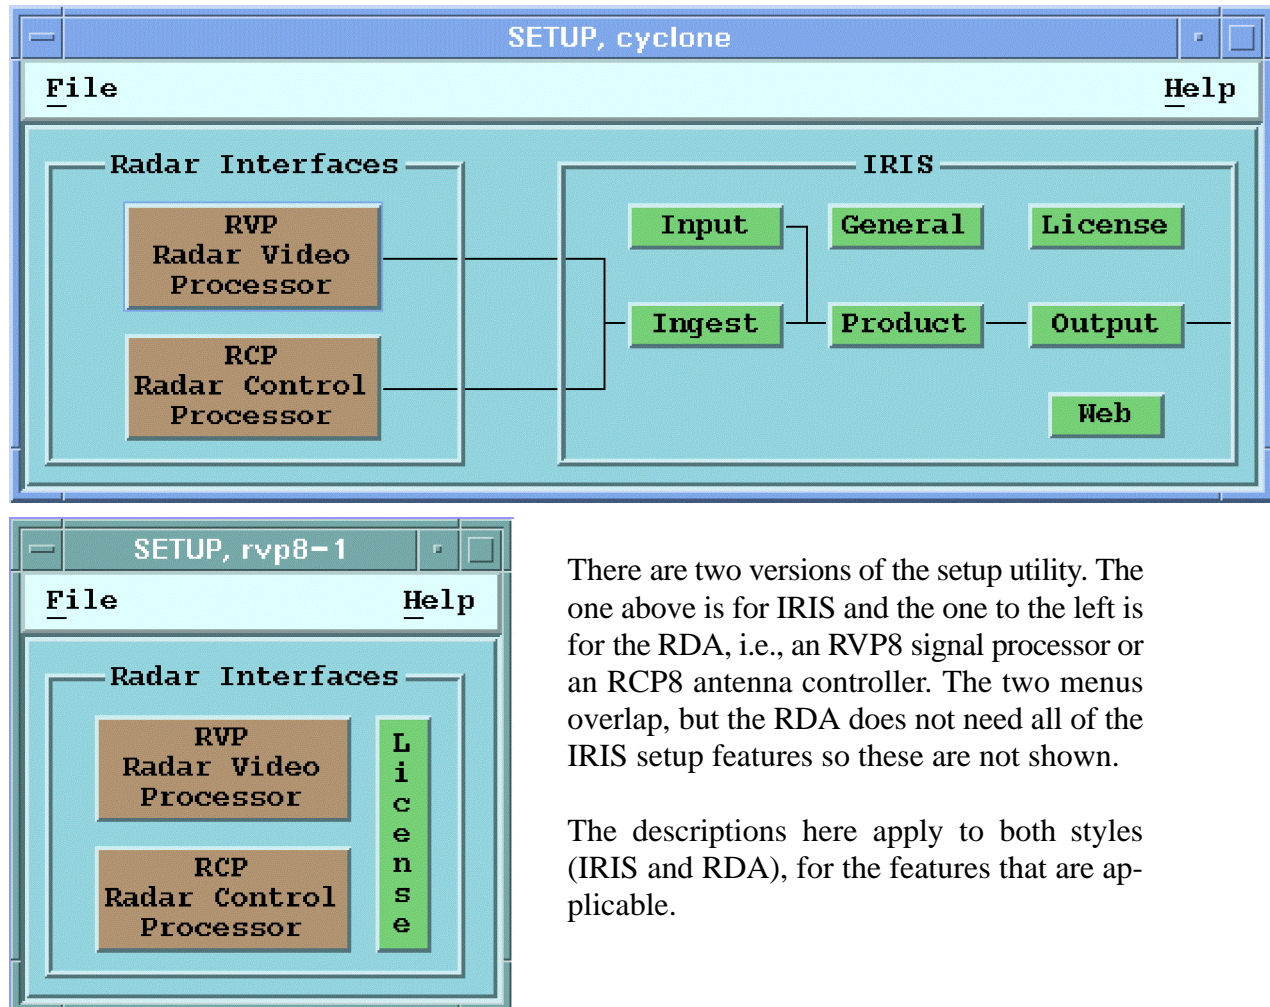 SETUP, cyclone
File Help
Radar Interfaces
RVP
Radar Video
Processor
RCP
Radar Control
Processor
IRIS
Input General License
Ingest Product Output
Web
SETUP, rvp8-1
File Help
Radar Interfaces
RVP
Radar Video
Processor
RCP
Radar Control
Processor
License
There are two versions of the setup utility. The
one above is for IRIS and the one to the left is
for the RDA, i.e., an RVP8 signal processor or
an RCP8 antenna controller. The two menus
overlap, but the RDA does not need all of the
IRIS setup features so these are not shown.
The descriptions here apply to both styles
(IRIS and RDA), for the features that are ap-
plicable.